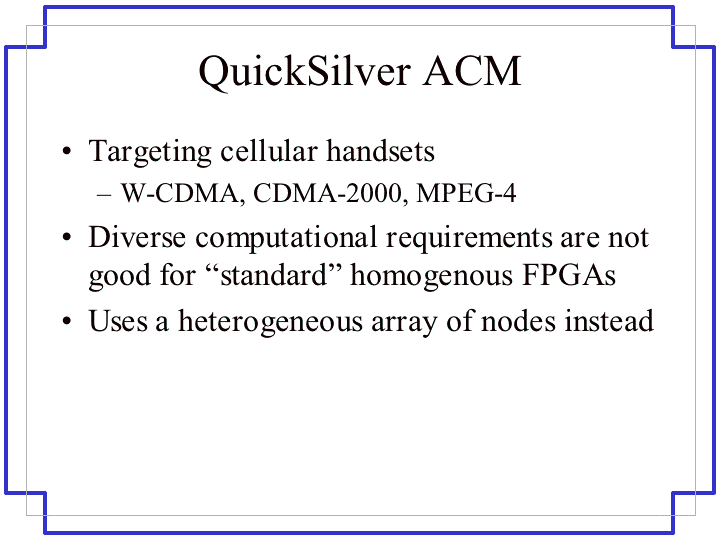 QuickSilver ACM
• Targeting cellular handsets
– W-CDMA, CDMA-2000, MPEG-4
• Diverse computational requirements are not
good for “standard” homogenous FPGAs
• Uses a heterogeneous array of nodes instead